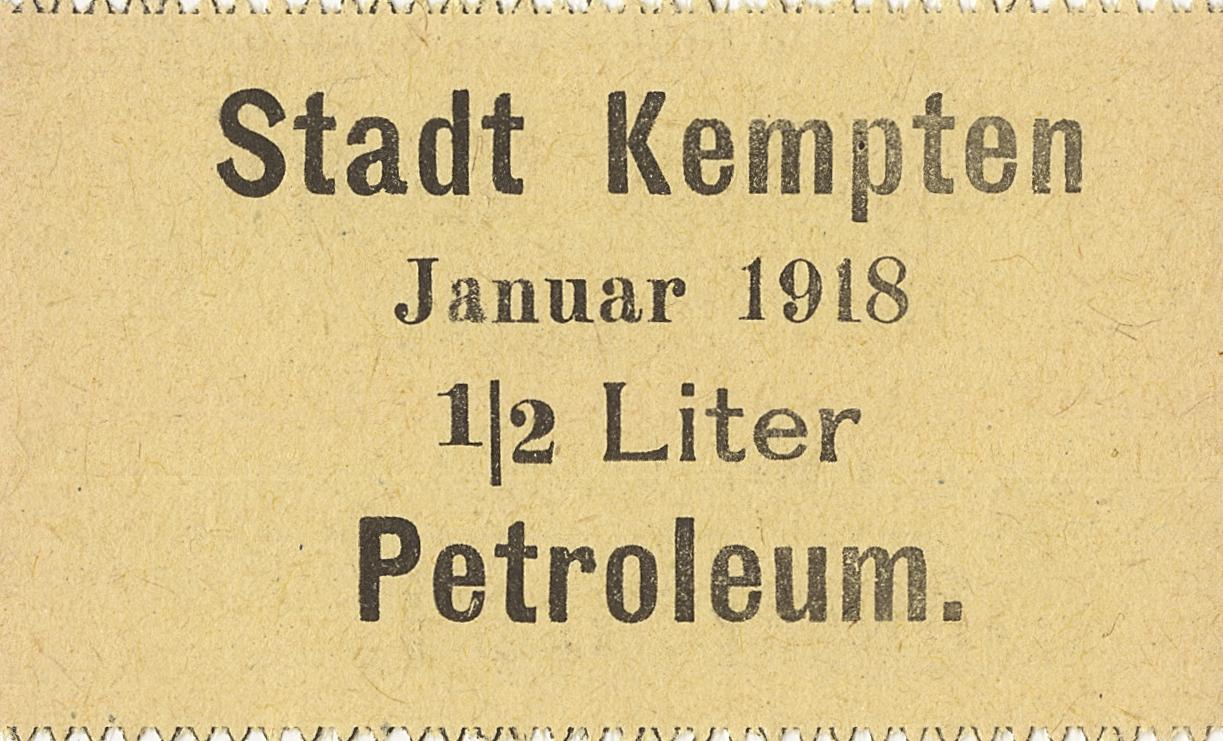 Stadt Kempten
Januar 1918
1/2 Liter
Petroleum.